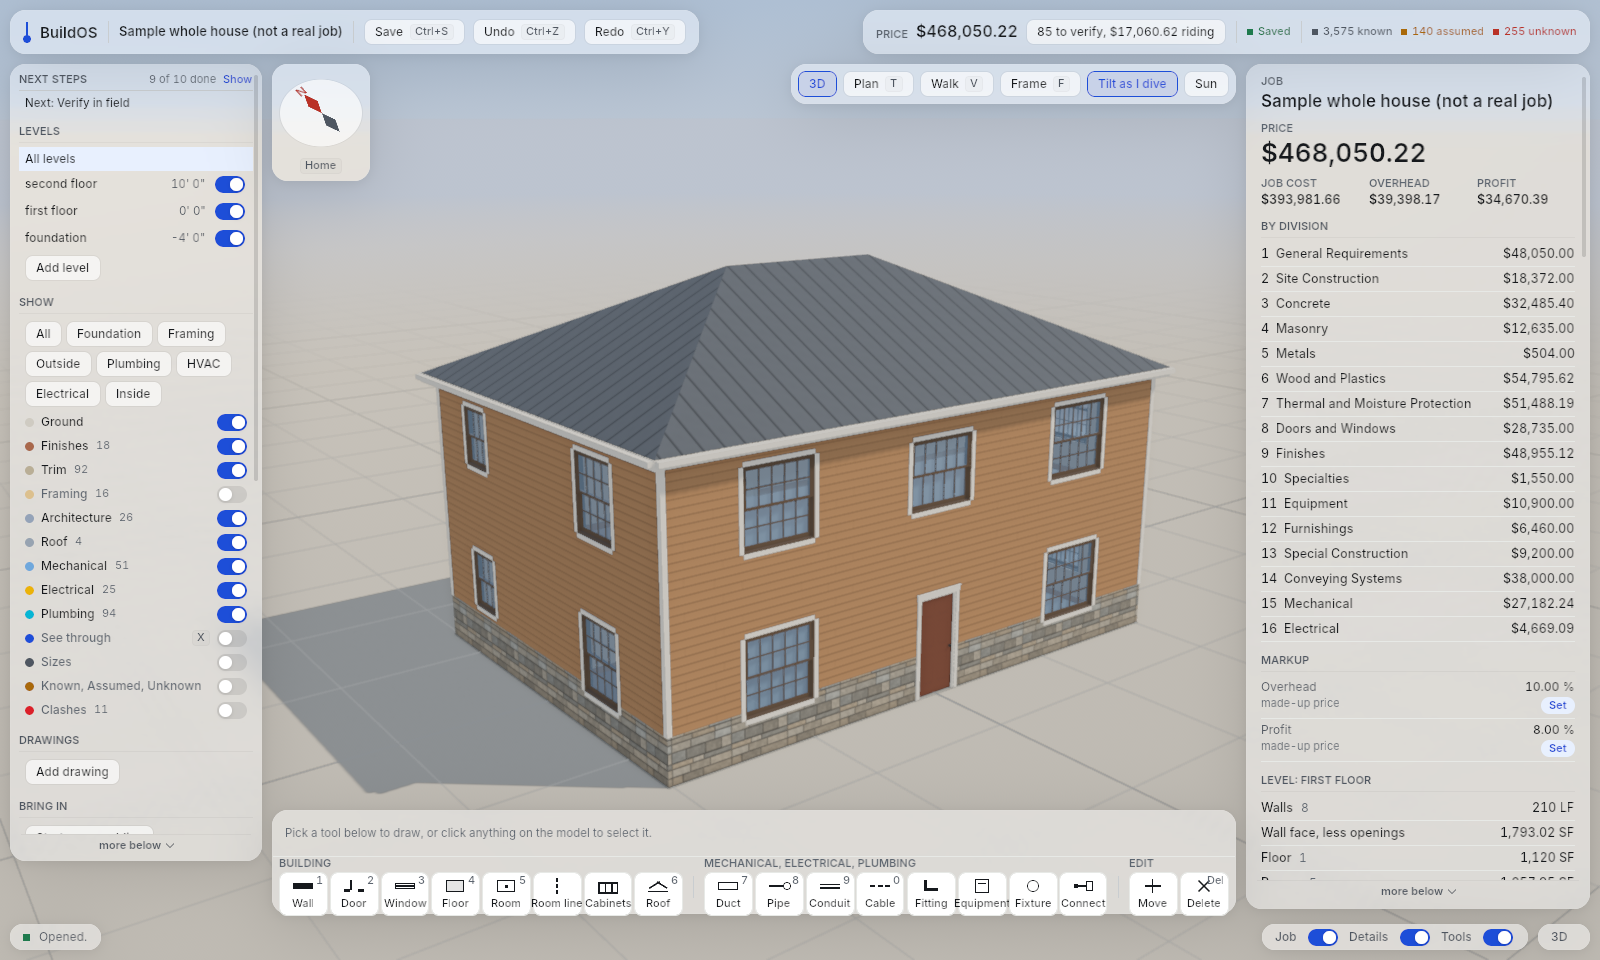 BuildOS
Sample whole house (not a real job)
Save Ctrl+S
Undo Ctrl+Z
Redo Ctrl+Y
PRICE $468,050.22
85 to verify, $17,060.62 riding
Saved
3,575 known
140 assumed
255 unknown
NEXT STEPS 9 of 10 done Show
Next: Verify in field
LEVELS
All levels
second floor 10' 0"
first floor 0' 0"
foundation -4' 0"
Add level
SHOW
All Foundation Framing
Outside Plumbing HVAC
Electrical Inside
Ground
Finishes 18
Trim 92
Framing 16
Architecture 26
Roof 4
Mechanical 51
Electrical 25
Plumbing 94
See through X
Sizes
Known, Assumed, Unknown
Clashes 11
DRAWINGS
Add drawing
BRING IN
more below
Opened.
N
Home
3D
Plan T
Walk V
Frame F
Tilt as I dive
Sun
Pick a tool below to draw, or click anything on the model to select it.
BUILDING
Wall 1
Door 2
Window 3
Floor 4
Room 5
Room line
Cabinets
Roof 6
MECHANICAL, ELECTRICAL, PLUMBING
Duct 7
Pipe 8
Conduit 9
Cable 0
Fitting
Equipment
Fixture
Connect
EDIT
Move
Delete Del
JOB
Sample whole house (not a real job)
PRICE
$468,050.22
JOB COST OVERHEAD PROFIT
$393,981.66 $39,398.17 $34,670.39
BY DIVISION
1 General Requirements $48,050.00
2 Site Construction $18,372.00
3 Concrete $32,485.40
4 Masonry $12,635.00
5 Metals $504.00
6 Wood and Plastics $54,795.62
7 Thermal and Moisture Protection $51,488.19
8 Doors and Windows $28,735.00
9 Finishes $48,955.12
10 Specialties $1,550.00
11 Equipment $10,900.00
12 Furnishings $6,460.00
13 Special Construction $9,200.00
14 Conveying Systems $38,000.00
15 Mechanical $27,182.24
16 Electrical $4,669.09
MARKUP
Overhead 10.00 %
made-up price Set
Profit 8.00 %
made-up price Set
LEVEL: FIRST FLOOR
Walls 8 210 LF
Wall face, less openings 1,793.02 SF
Floor 1 1,120 SF
more below
Job Details Tools
3D